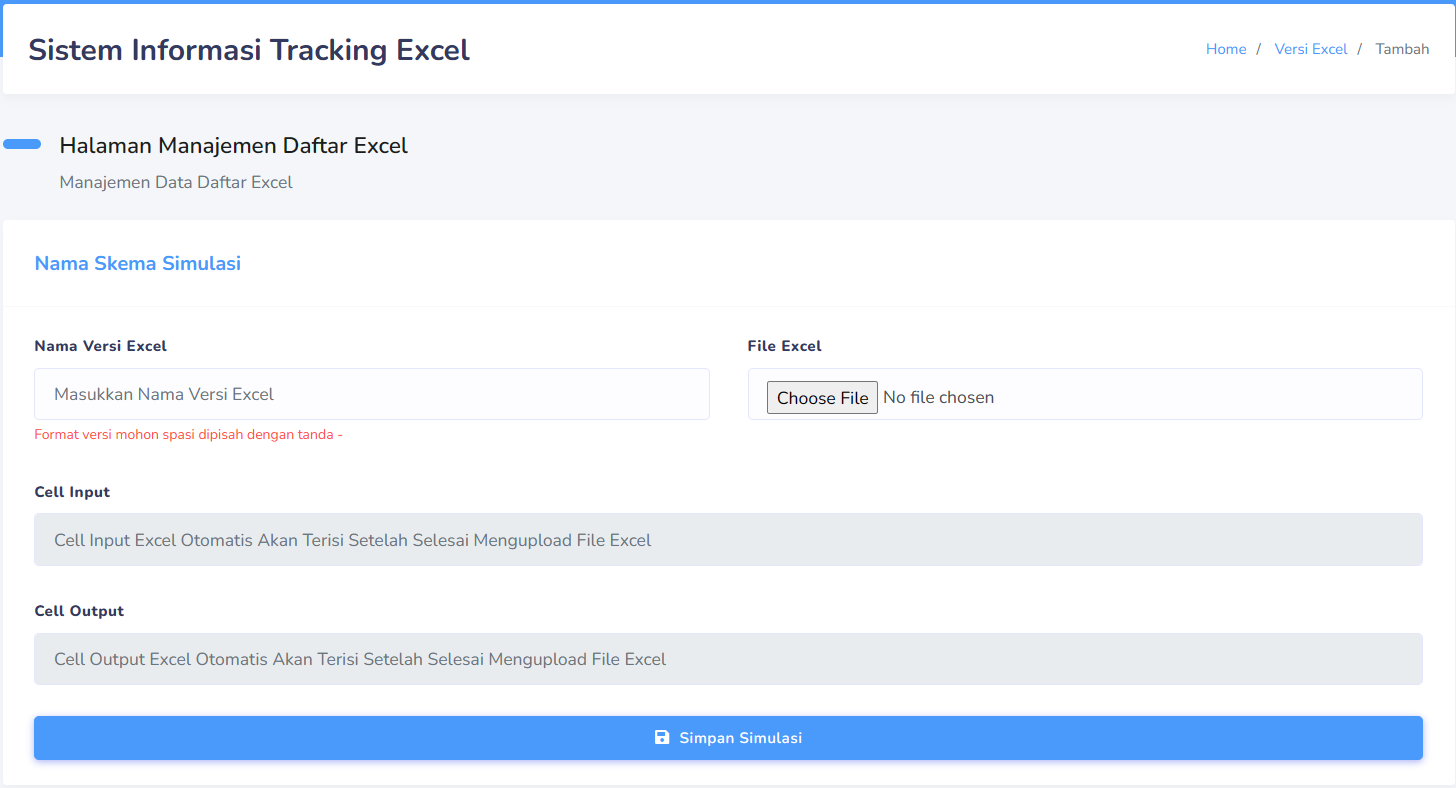 Sistem Informasi Tracking Excel
Home / Versi Excel / Tambah
Halaman Manajemen Daftar Excel
Manajemen Data Daftar Excel
Nama Skema Simulasi
Nama Versi Excel
Masukkan Nama Versi Excel
Format versi mohon spasi dipisah dengan tanda -
File Excel
Choose File No file chosen
Cell Input
Cell Input Excel Otomatis Akan Terisi Setelah Selesai Mengupload File Excel
Cell Output
Cell Output Excel Otomatis Akan Terisi Setelah Selesai Mengupload File Excel
Simpan Simulasi